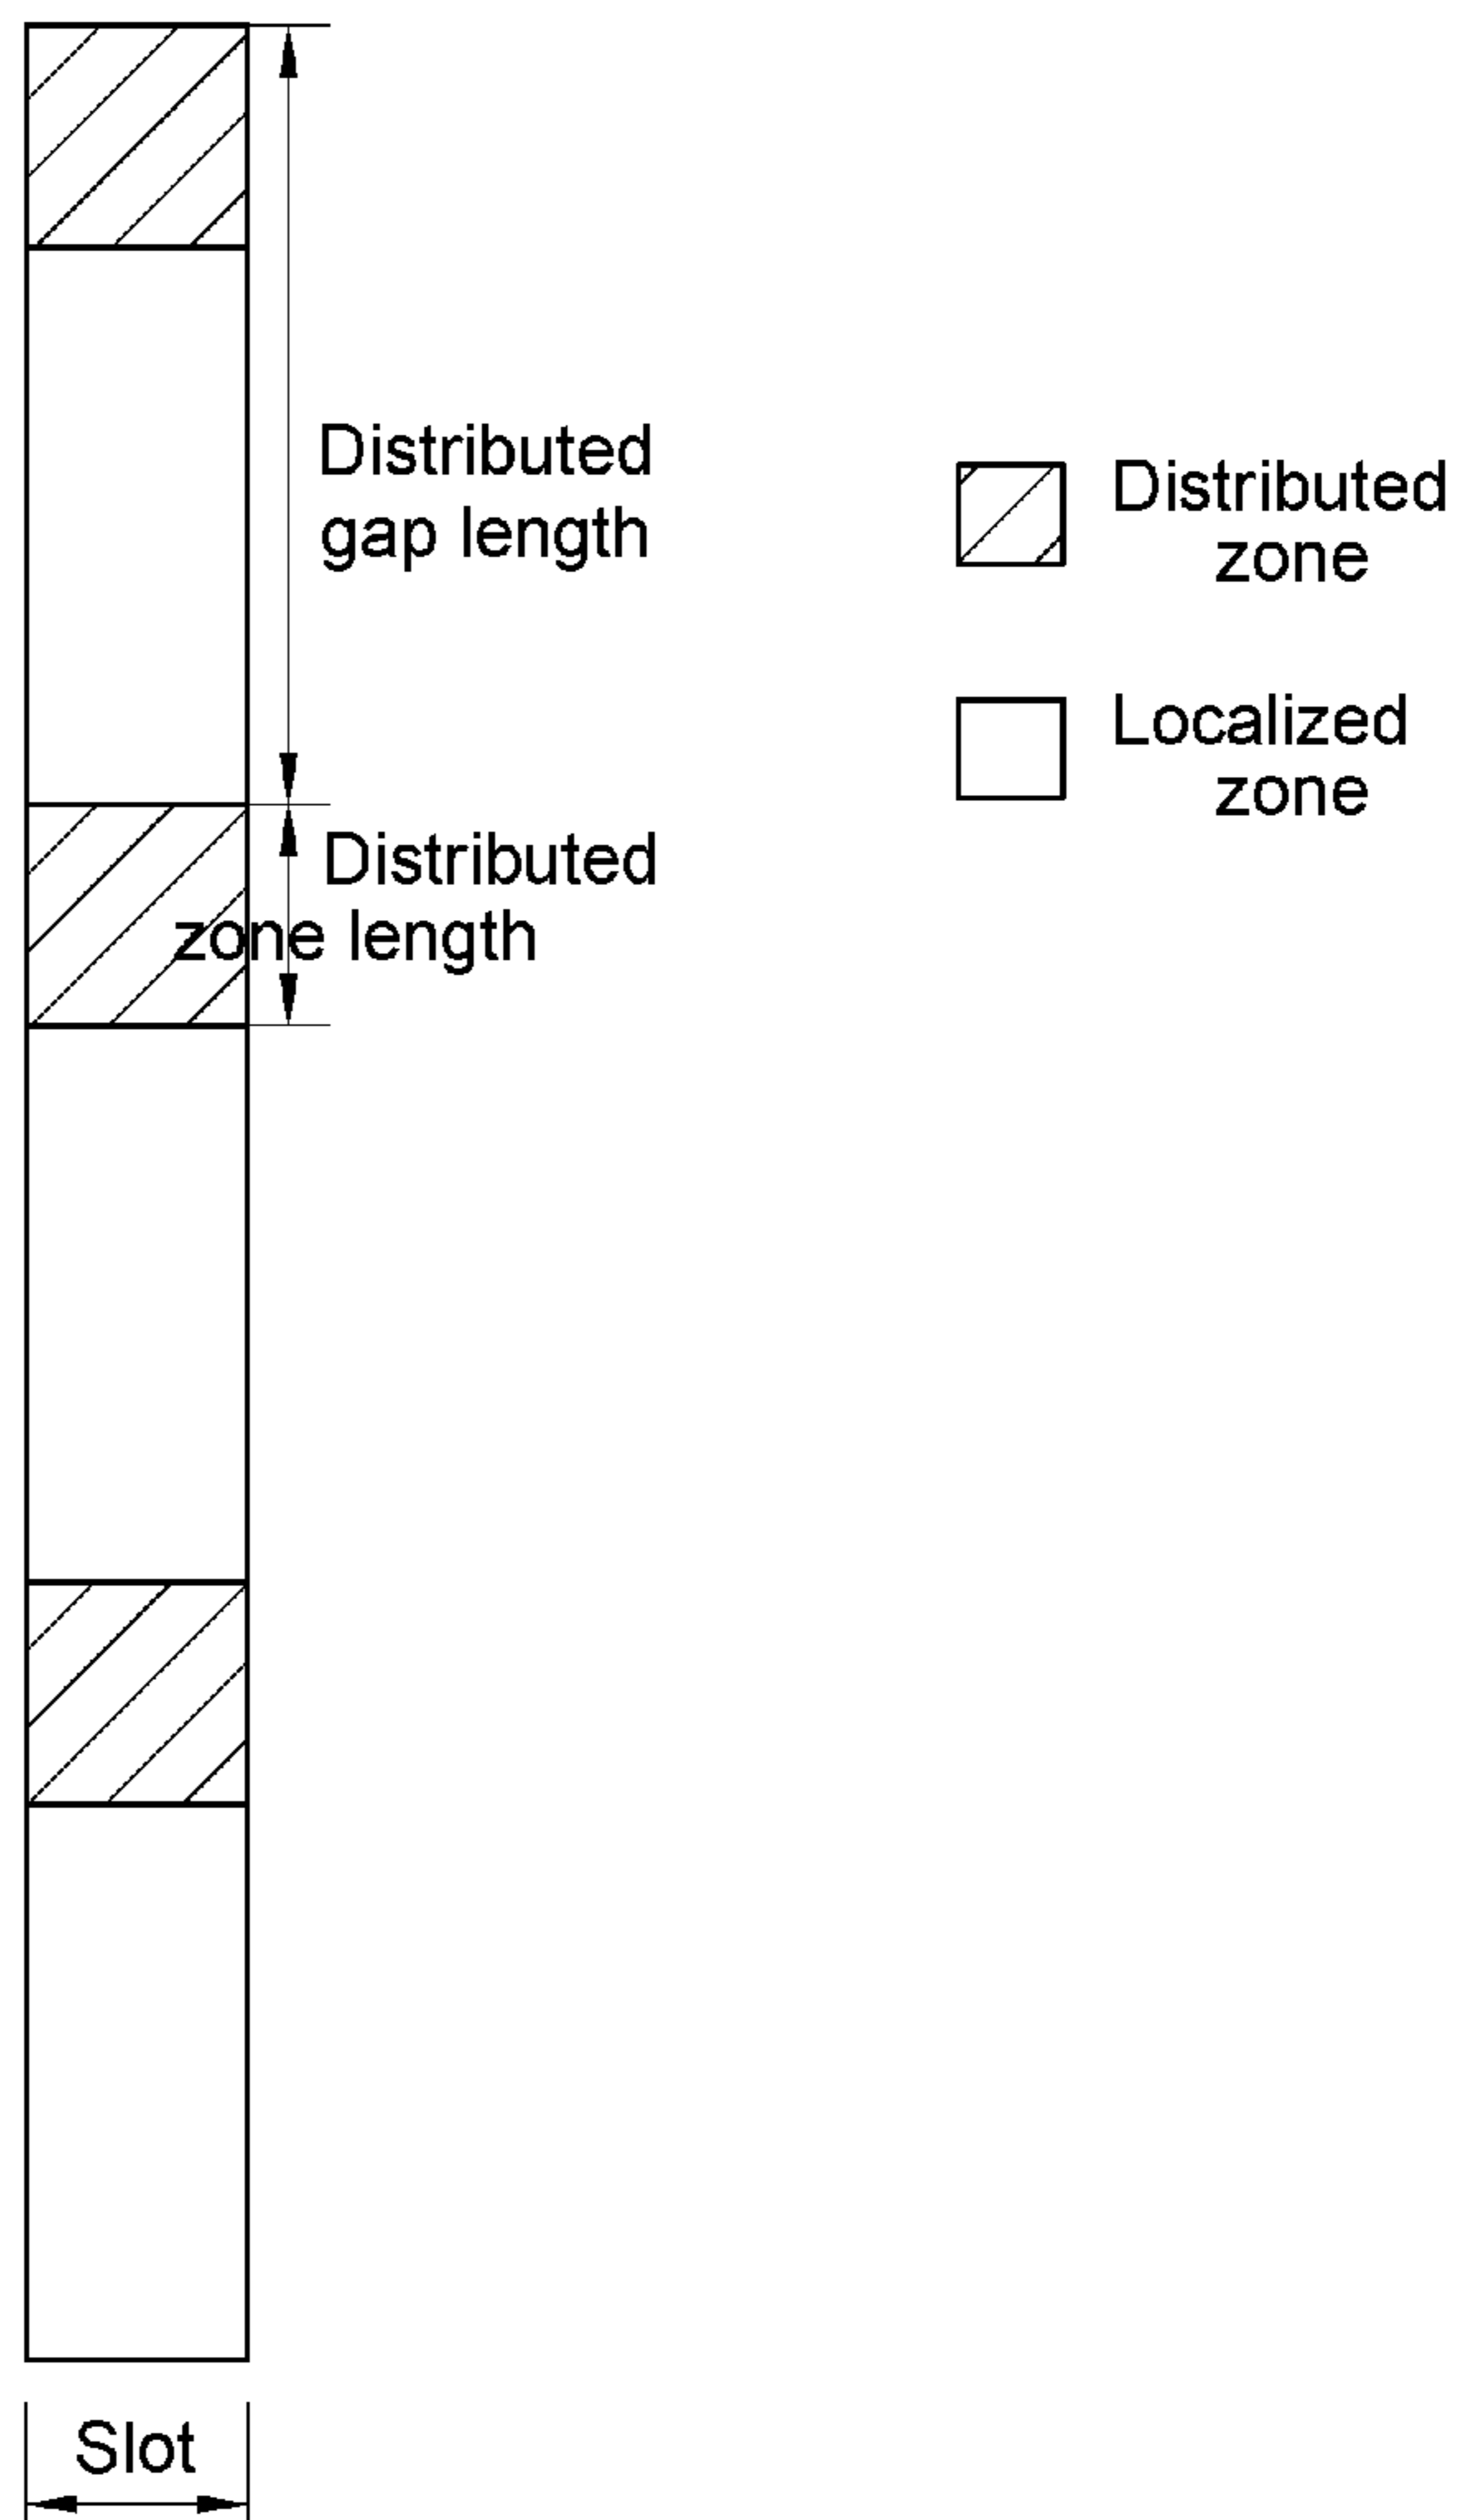 Distributed
gap length
Distributed
zone length
Distributed
zone
Localized
zone
Slot